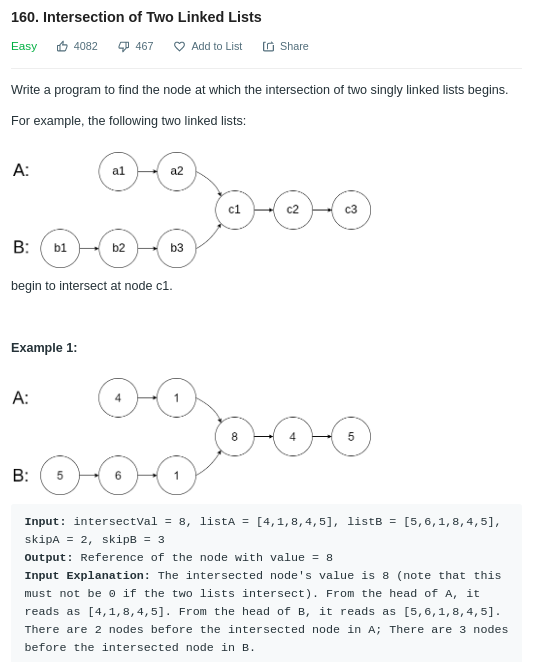 160. Intersection of Two Linked Lists
Easy 4082 467 Add to List Share
Write a program to find the node at which the intersection of two singly linked lists begins.
For example, the following two linked lists:
A: a1 a2
c1 c2 c3
B: b1 b2 b3
begin to intersect at node c1.
Example 1:
A: 4 1
8 4 5
B: 5 6 1
Input: intersectVal = 8, listA = [4,1,8,4,5], listB = [5,6,1,8,4,5],
skipA = 2, skipB = 3
Output: Reference of the node with value = 8
Input Explanation: The intersected node's value is 8 (note that this
must not be 0 if the two lists intersect). From the head of A, it
reads as [4,1,8,4,5]. From the head of B, it reads as [5,6,1,8,4,5].
There are 2 nodes before the intersected node in A; There are 3 nodes
before the intersected node in B.